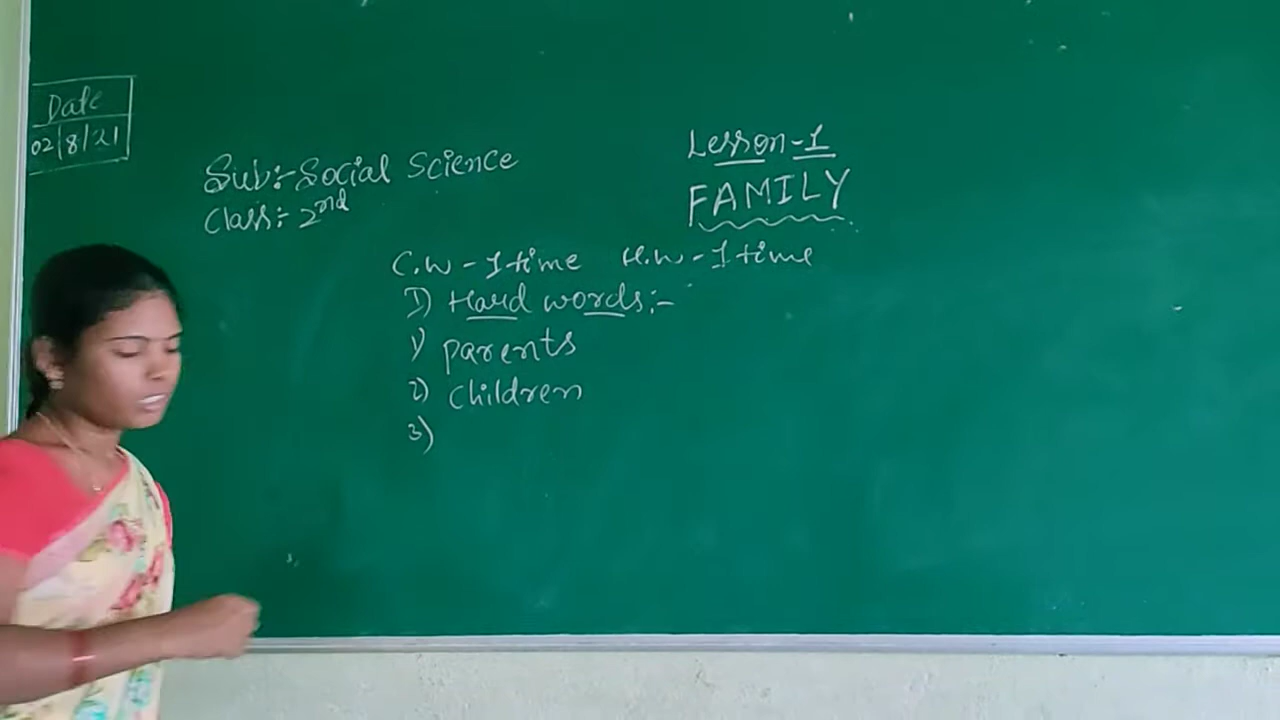 Date
02/8/21
Sub:-Social Science
Class:- 2nd
Lesson-1
FAMILY
C.W - 1 time H.W - 1 time
I) Hard words:-
1) parents
2) children
3)